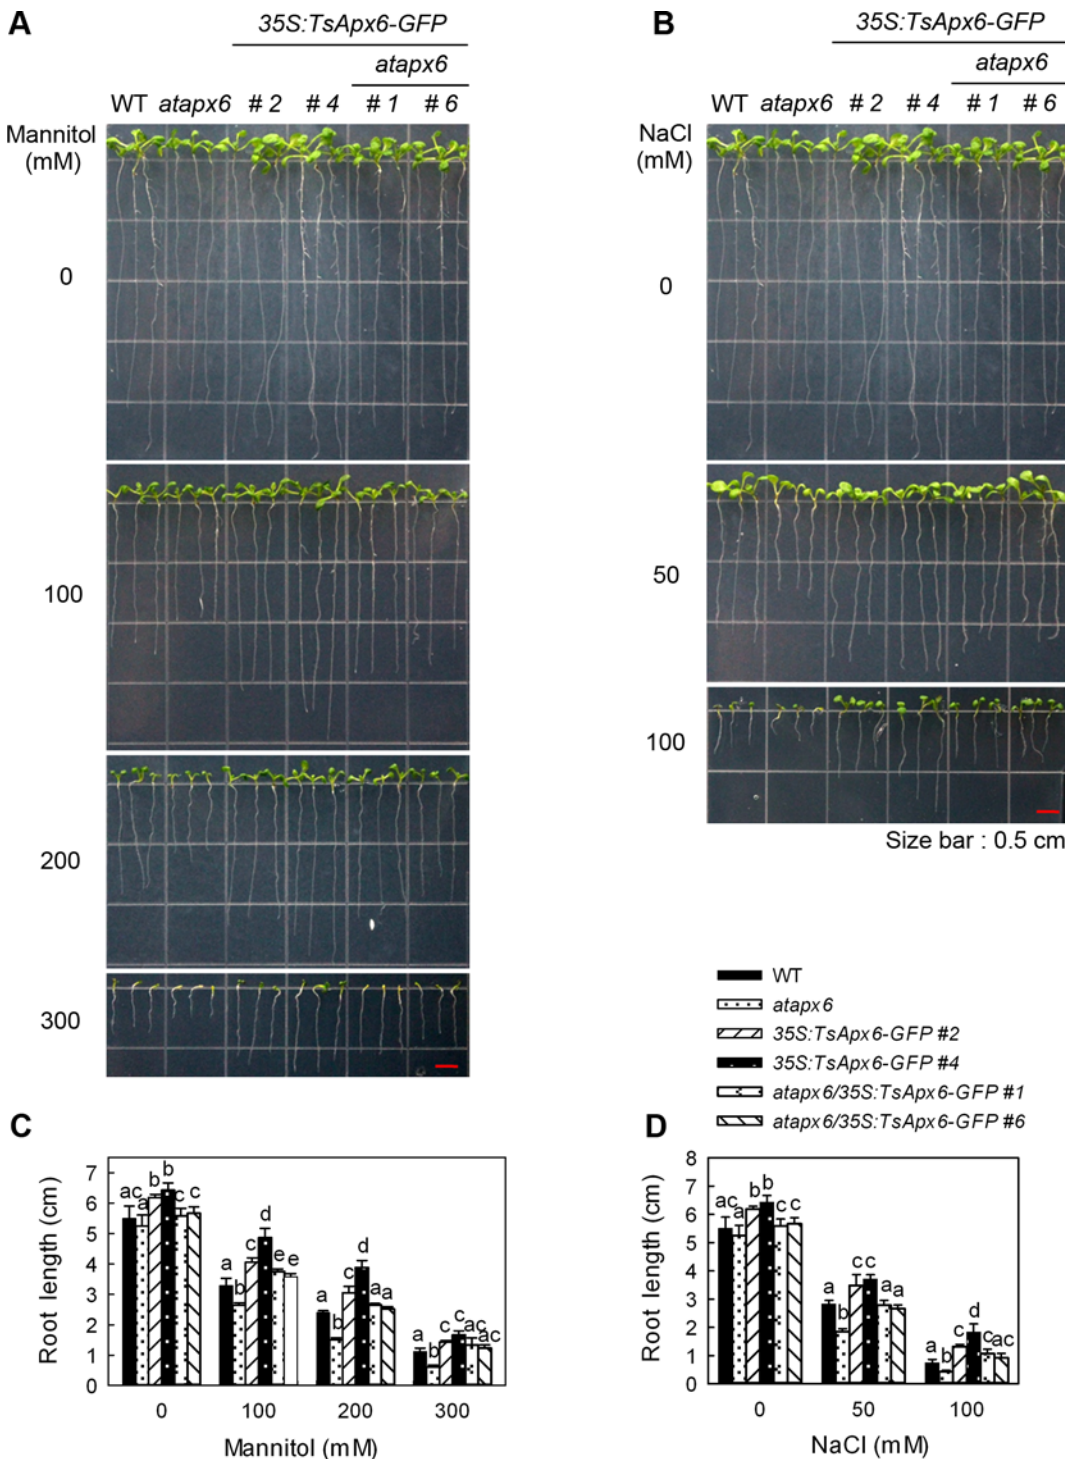 A
35S:TsApx6-GFP
atapx6
WT atapx6 # 2 # 4 # 1 # 6
Mannitol
(mM)
0
100
200
300
B
35S:TsApx6-GFP
atapx6
WT atapx6 # 2 # 4 # 1 # 6
NaCl
(mM)
0
50
100
Size bar : 0.5 cm
WT
atapx6
35S:TsApx6-GFP #2
35S:TsApx6-GFP #4
atapx6/35S:TsApx6-GFP #1
atapx6/35S:TsApx6-GFP #6
C
Root length (cm)
7
6
5
4
3
2
1
0
ac a b b c c
a b c d e e
a b c d a a
a b c c ac ac
0 100 200 300
Mannitol (mM)
D
Root length (cm)
8
7
6
5
4
3
2
1
0
ac a b b c c
a b c c a a
a b c d c ac
0 50 100
NaCl (mM)